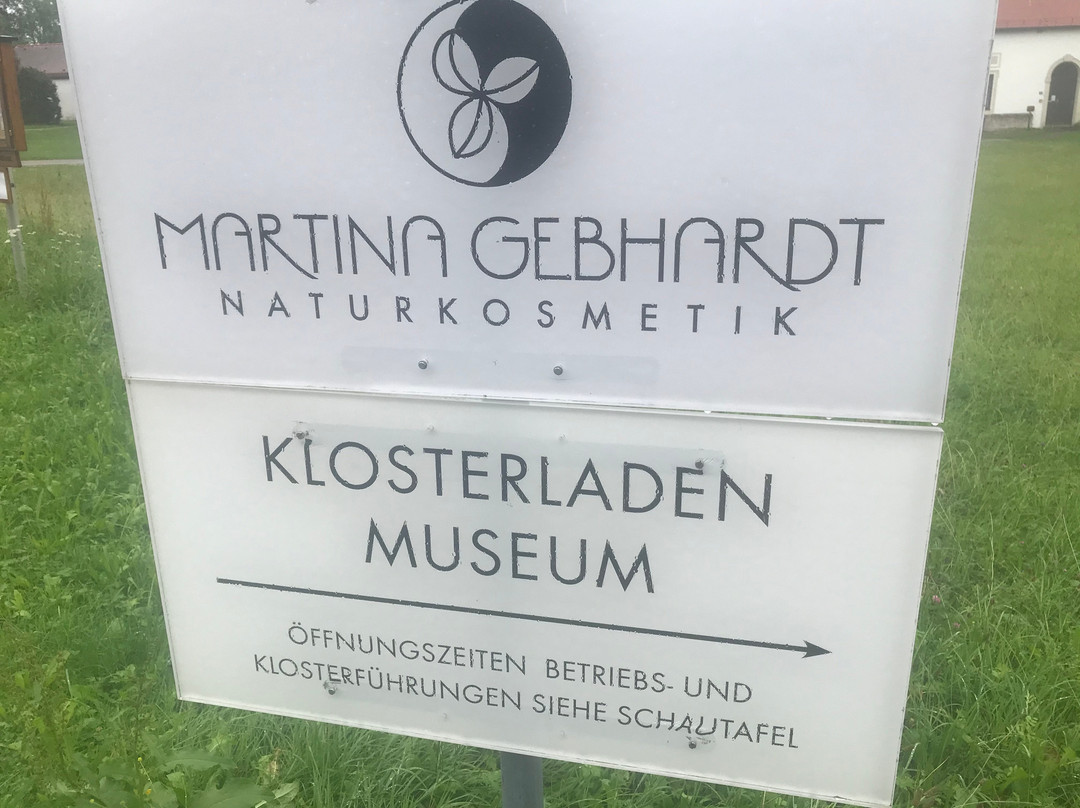 MARTINA GEBHARDT
NATURKOSMETIK
KLOSTERLADEN
MUSEUM
ÖFFNUNGSZEITEN BETRIEBS- UND
KLOSTERFÜHRUNGEN SIEHE SCHAUTAFEL